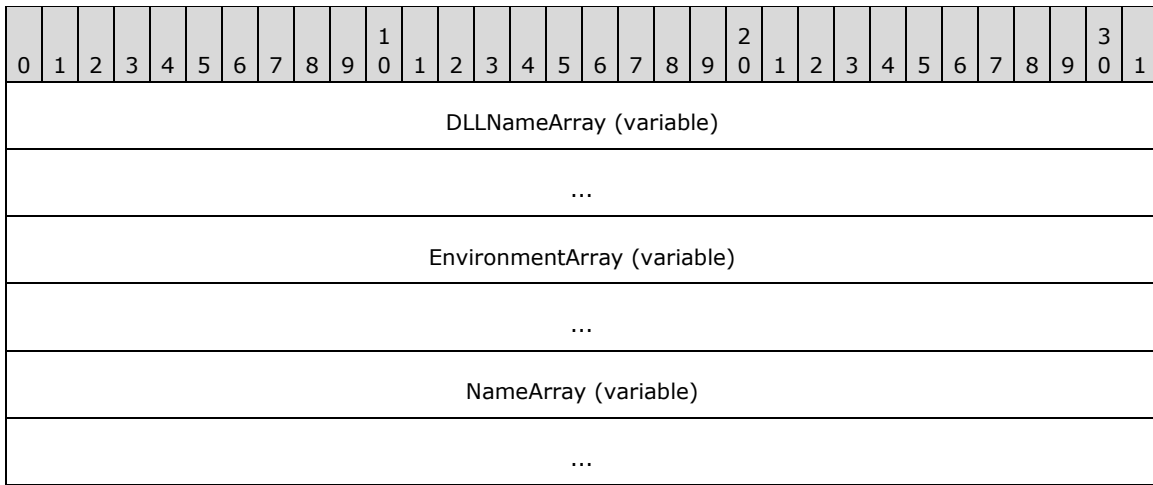 1 2 3
0 1 2 3 4 5 6 7 8 9 0 1 2 3 4 5 6 7 8 9 0 1 2 3 4 5 6 7 8 9 0 1
DLLNameArray (variable)
...
EnvironmentArray (variable)
...
NameArray (variable)
...